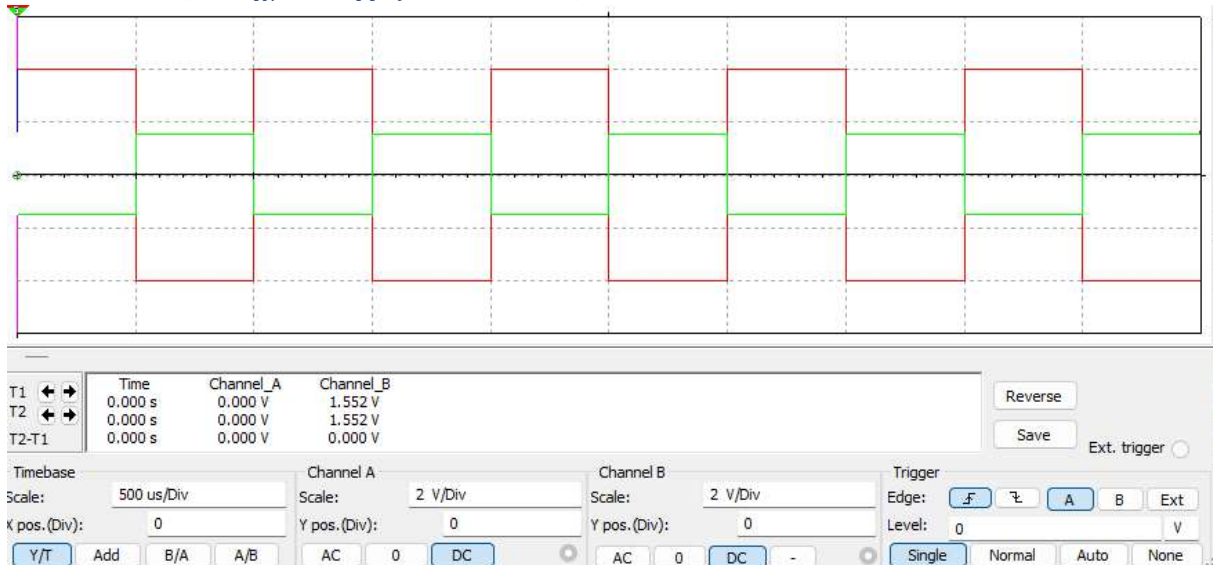 Time Channel_A Channel_B
T1 0.000 s 0.000 V 1.552 V
T2 0.000 s 0.000 V 1.552 V
T2-T1 0.000 s 0.000 V 0.000 V
Reverse
Save
Ext. trigger
Timebase
Scale: 500 us/Div
X pos.(Div): 0
Y/T Add B/A A/B
Channel A
Scale: 2 V/Div
Y pos.(Div): 0
AC 0 DC
Channel B
Scale: 2 V/Div
Y pos.(Div): 0
AC 0 DC -
Trigger
Edge: A B Ext
Level: 0 V
Single Normal Auto None